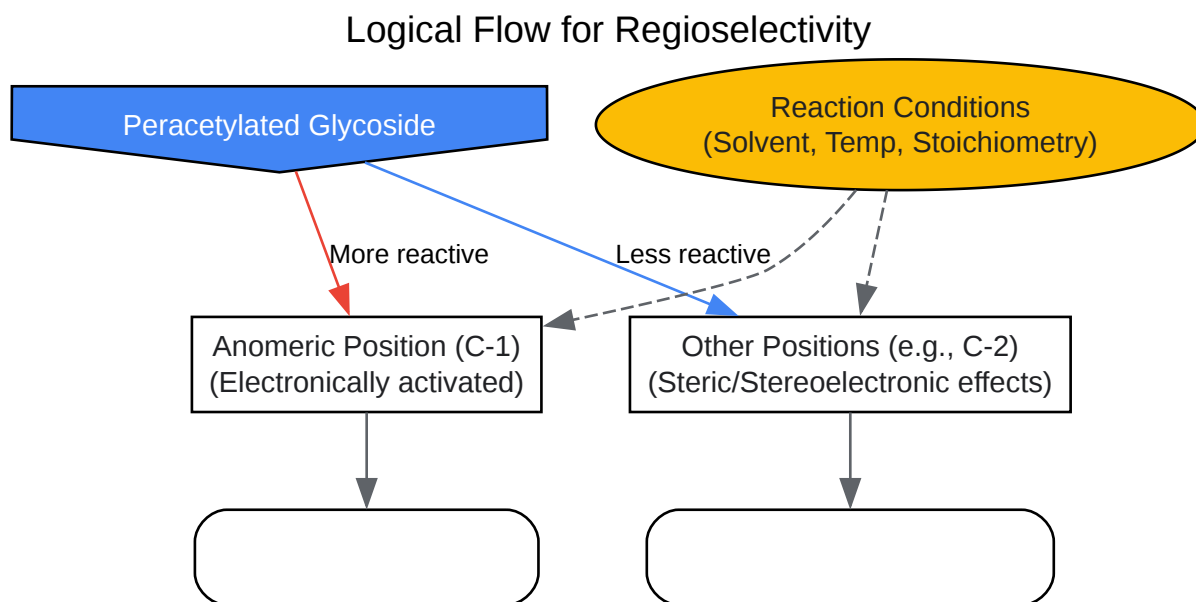 Logical Flow for Regioselectivity
Peracetylated Glycoside
Reaction Conditions
(Solvent, Temp, Stoichiometry)
More reactive
Less reactive
Anomeric Position (C-1)
(Electronically activated)
Other Positions (e.g., C-2)
(Steric/Stereoelectronic effects)